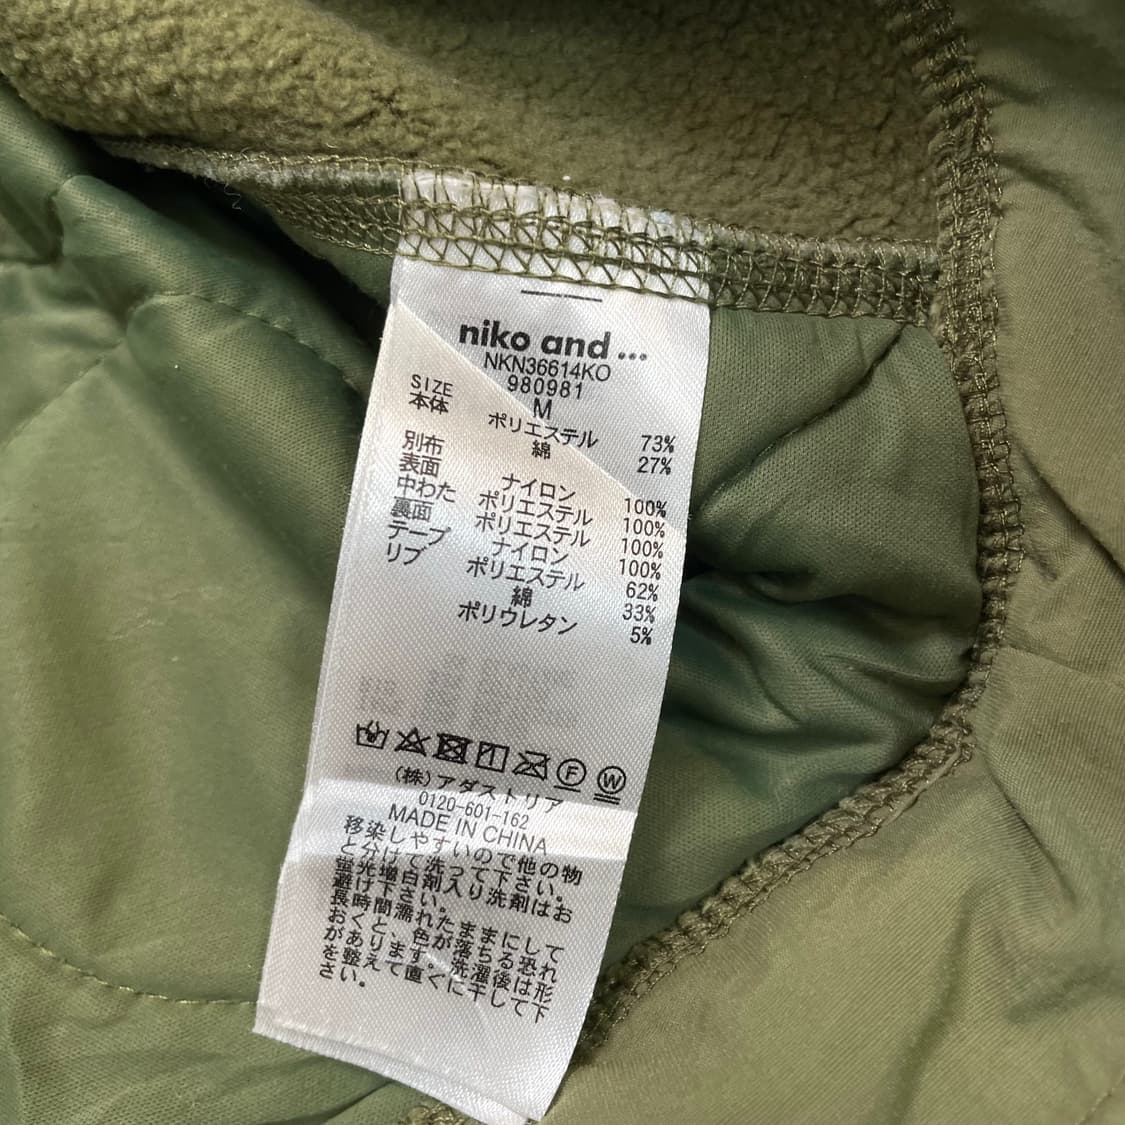 niko and ...
NKN36614KO
980981
SIZE M
本体 ポリエステル 73%
綿 27%
別布
表面 ナイロン 100%
中わた ポリエステル 100%
裏面 ポリエステル 100%
テープ ナイロン 100%
リブ ポリエステル 62%
綿 33%
ポリウレタン 5%
F W
(株)アダストリア
0120-601-162
MADE IN CHINA
移染しやすいので他の物
と分けて洗って下さい。
蛍光増白剤入り洗剤はお
避け下さい。
長時間濡れたままにして
おくと、色が落ちる恐れ
があります。洗濯後は形
を整えて直ぐに干して下
さい。